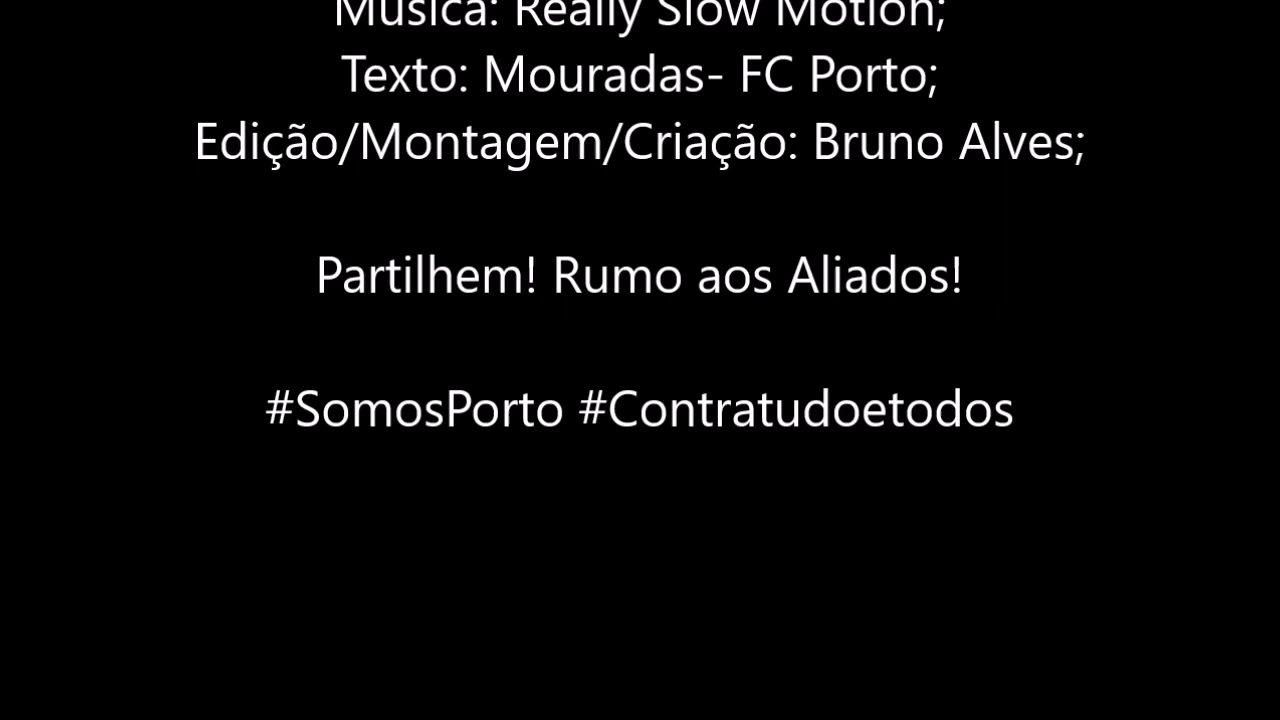 Música: Really Slow Motion;
Texto: Mouradas- FC Porto;
Edição/Montagem/Criação: Bruno Alves;
Partilhem! Rumo aos Aliados!
#SomosPorto #Contratudoetodos